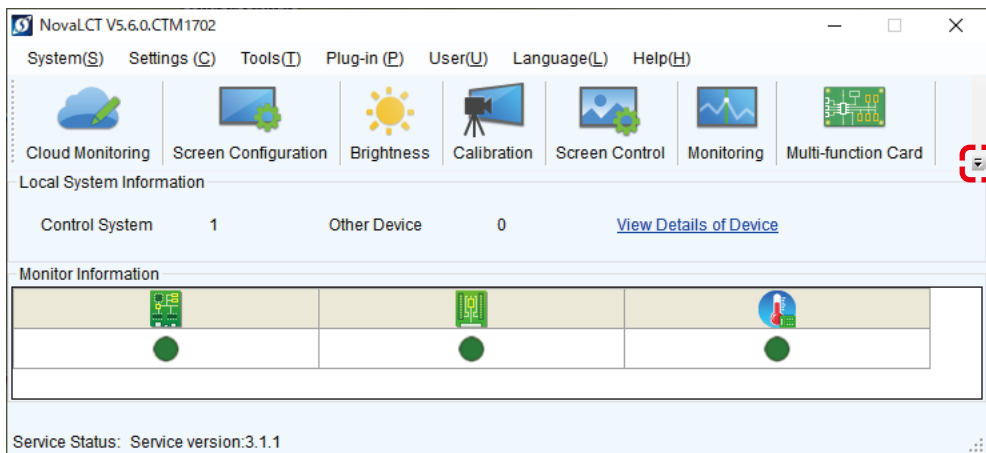 NovaLCT V5.6.0.CTM1702
System(S) Settings (C) Tools(T) Plug-in (P) User(U) Language(L) Help(H)
Cloud Monitoring Screen Configuration Brightness Calibration Screen Control Monitoring Multi-function Card
Local System Information
Control System 1 Other Device 0 View Details of Device
Monitor Information
Service Status: Service version:3.1.1